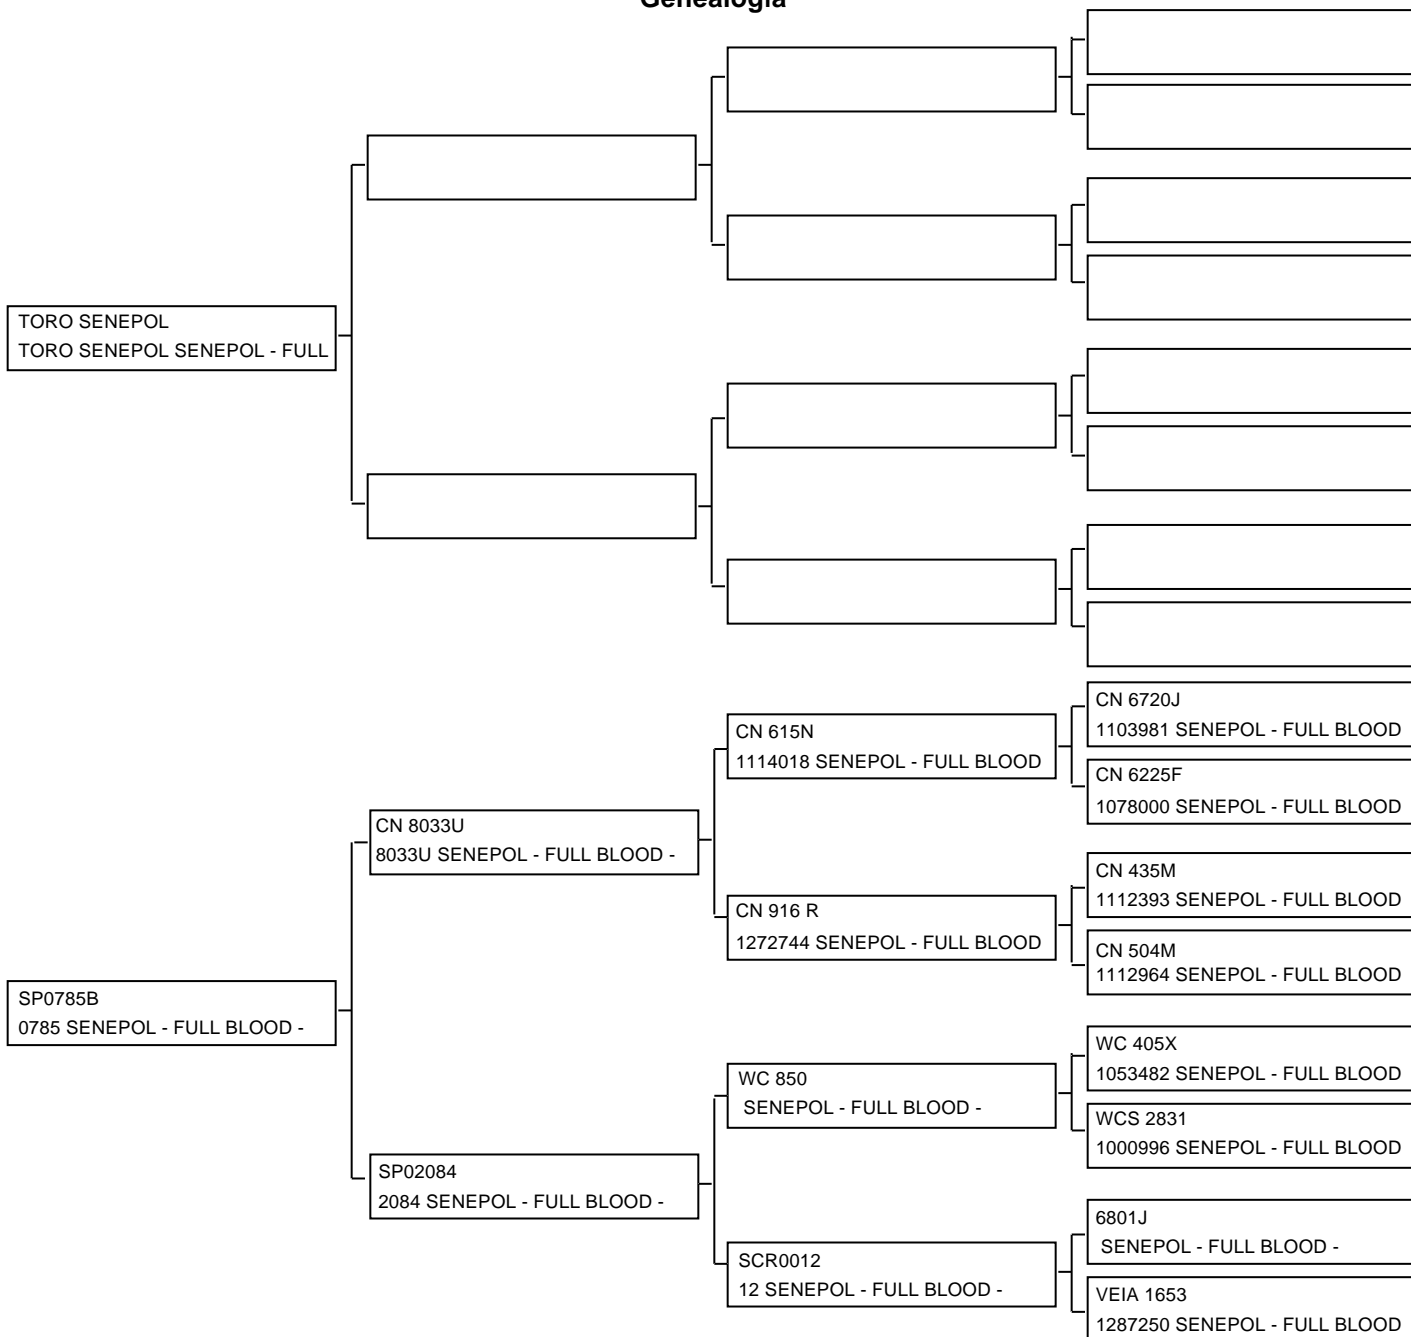 Genealogia
TORO SENEPOL
TORO SENEPOL SENEPOL - FULL
SP0785B
0785 SENEPOL - FULL BLOOD -
CN 8033U
8033U SENEPOL - FULL BLOOD -
SP02084
2084 SENEPOL - FULL BLOOD -
CN 615N
1114018 SENEPOL - FULL BLOOD
CN 916 R
1272744 SENEPOL - FULL BLOOD
WC 850
SENEPOL - FULL BLOOD -
SCR0012
12 SENEPOL - FULL BLOOD -
CN 6720J
1103981 SENEPOL - FULL BLOOD
CN 6225F
1078000 SENEPOL - FULL BLOOD
CN 435M
1112393 SENEPOL - FULL BLOOD
CN 504M
1112964 SENEPOL - FULL BLOOD
WC 405X
1053482 SENEPOL - FULL BLOOD
WCS 2831
1000996 SENEPOL - FULL BLOOD
6801J
SENEPOL - FULL BLOOD -
VEIA 1653
1287250 SENEPOL - FULL BLOOD